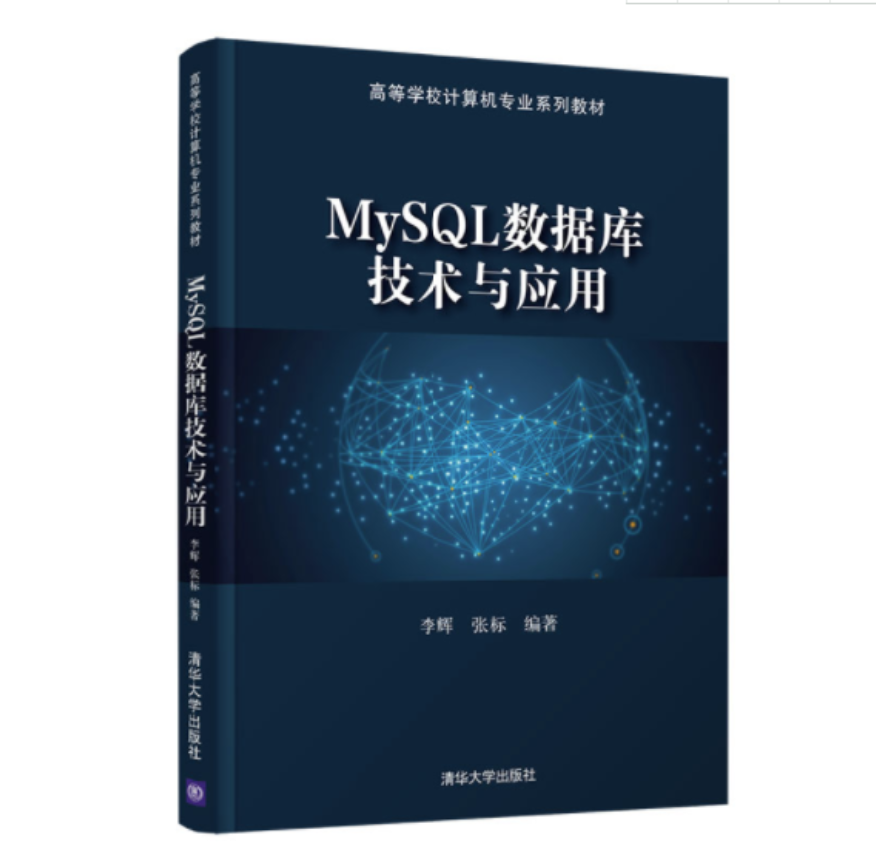 高等学校计算机专业系列教材
MySQL数据库
技术与应用
李辉 张标 编著
清华大学出版社
高等学校计算机专业系列教材
MySQL数据库技术与应用
李辉 张标 编著
清华大学出版社